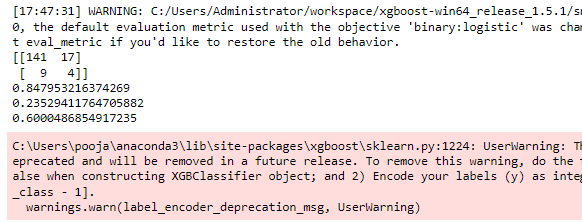 [17:47:31] WARNING: C:/Users/Administrator/workspace/xgboost-win64_release_1.5.1/
0, the default evaluation metric used with the objective 'binary:logistic' was
t eval_metric if you'd like to restore the old behavior.
[[141 17]
[ 9 4]]
0.847953216374269
0.23529411764705882
0.6000486854917235
C:\Users\pooja\anaconda3\lib\site-packages\xgboost\sklearn.py:1224: UserWarning:
eprecated and will be removed in a future release. To remove this warning, do the
alse when constructing XGBClassifier object; and 2) Encode your labels (y) as
_class - 1].
warnings.warn(label_encoder_deprecation_msg, UserWarning)